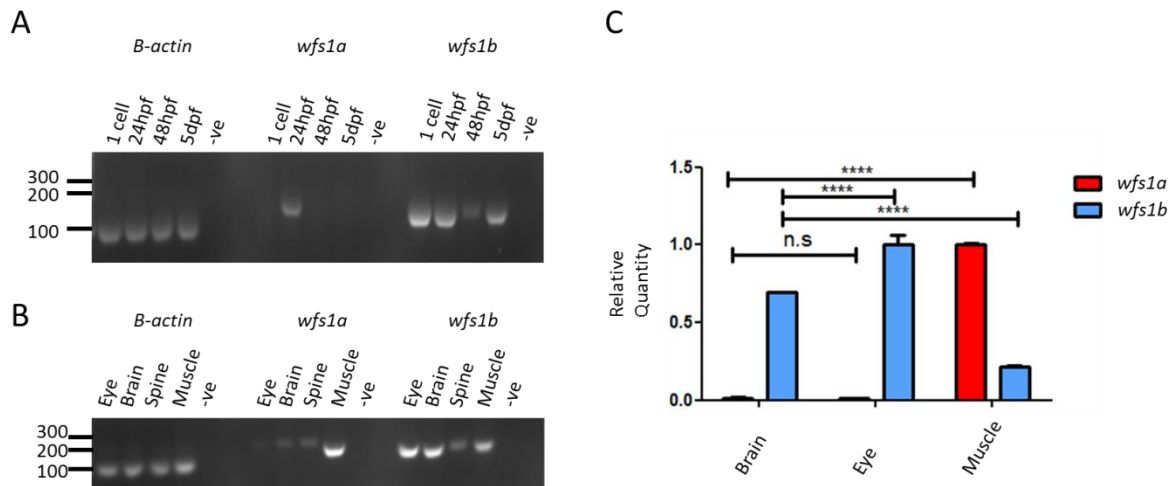 A
B-actin wfs1a wfs1b
1 cell 24hpf 48hpf 5dpf -ve 1 cell 24hpf 48hpf 5dpf -ve 1 cell 24hpf 48hpf 5dpf -ve
300
200
100
B
B-actin wfs1a wfs1b
Eye Brain Spine Muscle -ve Eye Brain Spine Muscle -ve Eye Brain Spine Muscle -ve
300
200
100
C
wfs1a
wfs1b
Relative
Quantity
1.5
1.0
0.5
0.0
****
****
****
n.s
Brain Eye Muscle